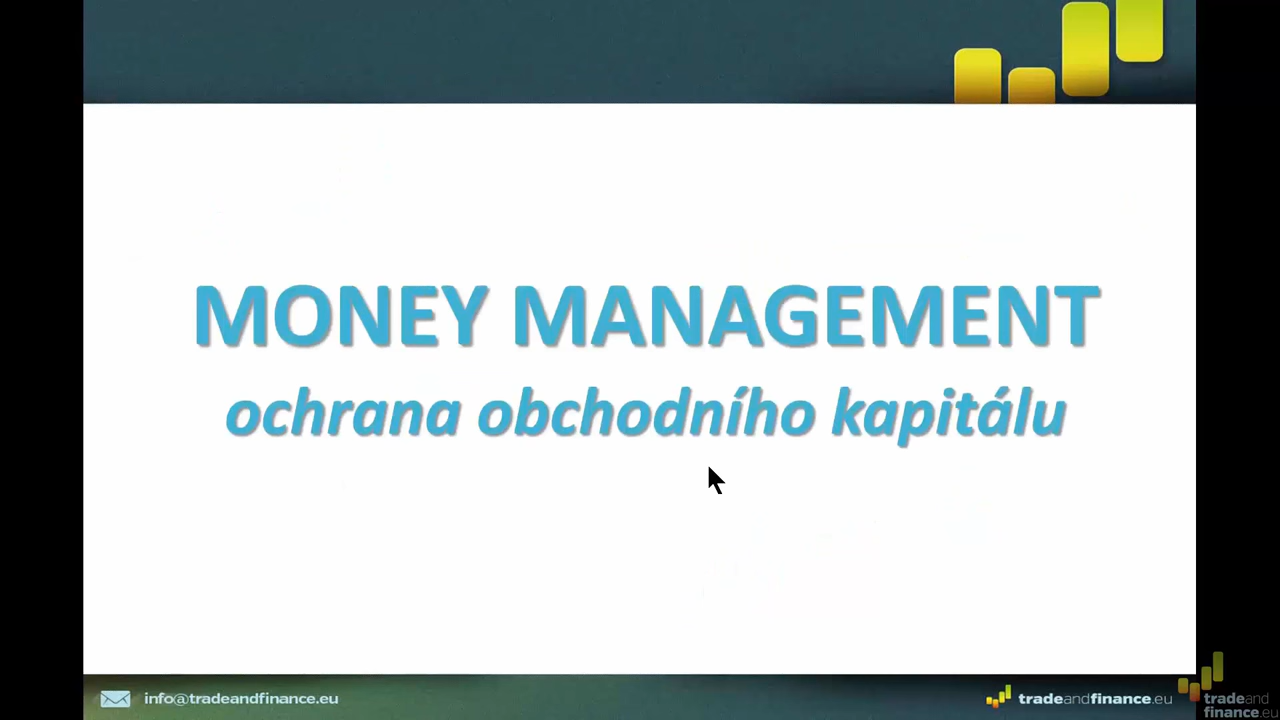 MONEY MANAGEMENT
ochrana obchodního kapitálu
info@tradeandfinance.eu
tradeandfinance.eu
tradeand
finance.eu